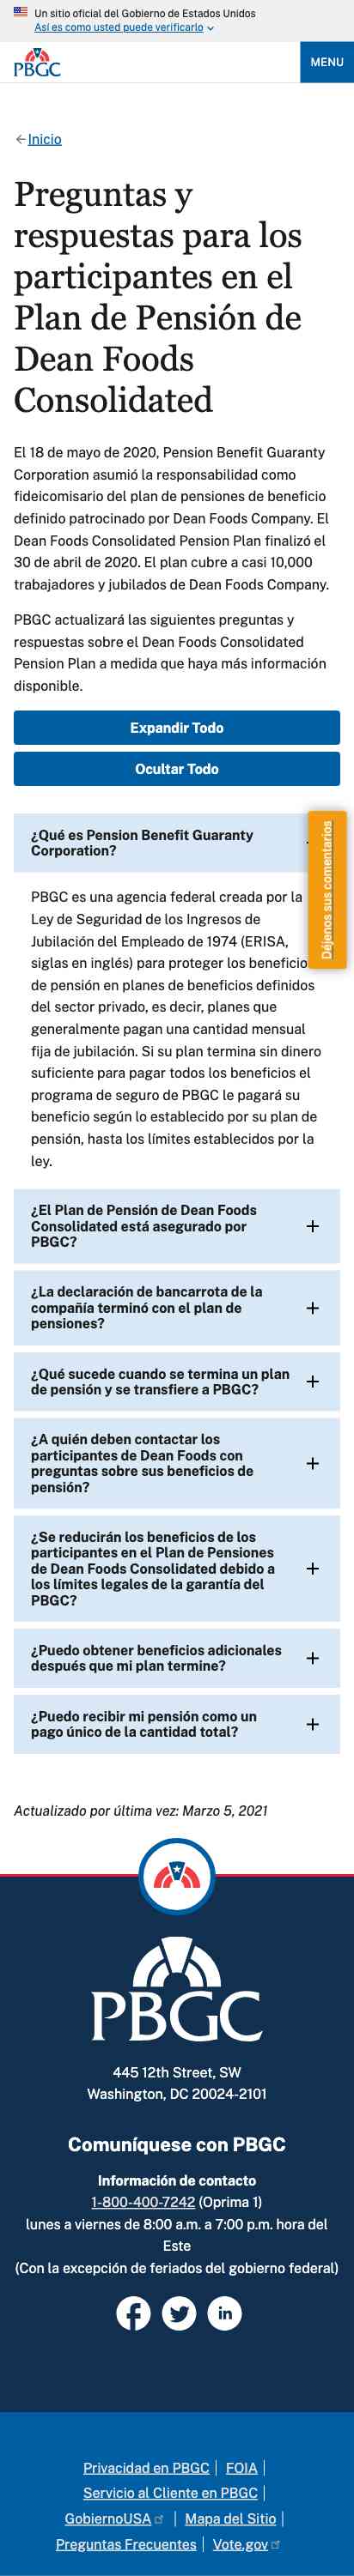 Un sitio oficial del Gobierno de Estados Unidos
Así es como usted puede verificarlo
PBGC
MENU
Inicio
Preguntas y
respuestas para los
participantes en el
Plan de Pensión de
Dean Foods
Consolidated
El 18 de mayo de 2020, Pension Benefit Guaranty
Corporation asumió la responsabilidad como
fideicomisario del plan de pensiones de beneficio
definido patrocinado por Dean Foods Company. El
Dean Foods Consolidated Pension Plan finalizó el
30 de abril de 2020. El plan cubre a casi 10,000
trabajadores y jubilados de Dean Foods Company.
PBGC actualizará las siguientes preguntas y
respuestas sobre el Dean Foods Consolidated
Pension Plan a medida que haya más información
disponible.
Expandir Todo
Ocultar Todo
¿Qué es Pension Benefit Guaranty
Corporation?
Déjenos sus comentarios
PBGC es una agencia federal creada por la
Ley de Seguridad de los Ingresos de
Jubilación del Empleado de 1974 (ERISA,
siglas en inglés) para proteger los beneficio
de pensión en planes de beneficios definidos
del sector privado, es decir, planes que
generalmente pagan una cantidad mensual
fija de jubilación. Si su plan termina sin dinero
suficiente para pagar todos los beneficios el
programa de seguro de PBGC le pagará su
beneficio según lo establecido por su plan de
pensión, hasta los límites establecidos por la
ley.
¿El Plan de Pensión de Dean Foods
Consolidated está asegurado por
PBGC?
¿La declaración de bancarrota de la
compañía terminó con el plan de
pensiones?
¿Qué sucede cuando se termina un plan
de pensión y se transfiere a PBGC?
¿A quién deben contactar los
participantes de Dean Foods con
preguntas sobre sus beneficios de
pensión?
¿Se reducirán los beneficios de los
participantes en el Plan de Pensiones
de Dean Foods Consolidated debido a
los límites legales de la garantía del
PBGC?
¿Puedo obtener beneficios adicionales
después que mi plan termine?
¿Puedo recibir mi pensión como un
pago único de la cantidad total?
Actualizado por última vez: Marzo 5, 2021
PBGC
445 12th Street, SW
Washington, DC 20024-2101
Comuníquese con PBGC
Información de contacto
1-800-400-7242 (Oprima 1)
lunes a viernes de 8:00 a.m. a 7:00 p.m. hora del
Este
(Con la excepción de feriados del gobierno federal)
in
Privacidad en PBGC | FOIA |
Servicio al Cliente en PBGC |
GobiernoUSA | Mapa del Sitio |
Preguntas Frecuentes | Vote.gov